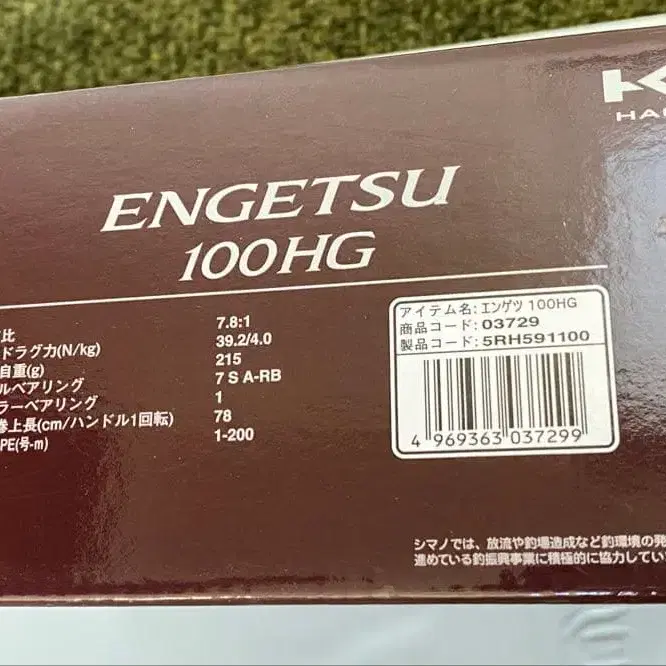 ENGETSU
100HG
比 7.8:1
ドラグ力(N/kg) 39.2/4.0
自重(g) 215
ルベアリング 7 S A-RB
ラーベアリング 1
巻上長(cm/ハンドル1回転) 78
PE(号-m) 1-200
アイテム名: エンゲツ 100HG
商品コード: 03729
製品コード: 5RH591100
4 969363 037299
シマノでは、放流や釣場造成など釣環境の発
進めている釣振興事業に積極的に協力してい